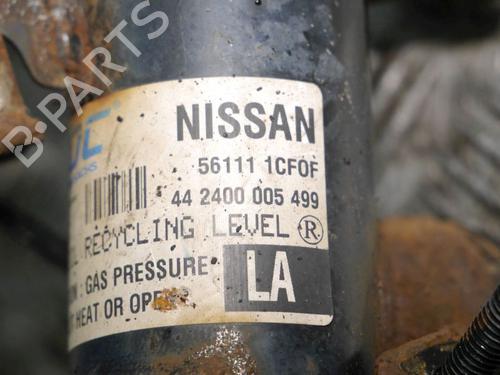 B-PARTS
NISSAN
56111 1CF0F
44 2400 005 499
RECYCLING LEVEL ®
GAS PRESSURE LA
HEAT OR OPE